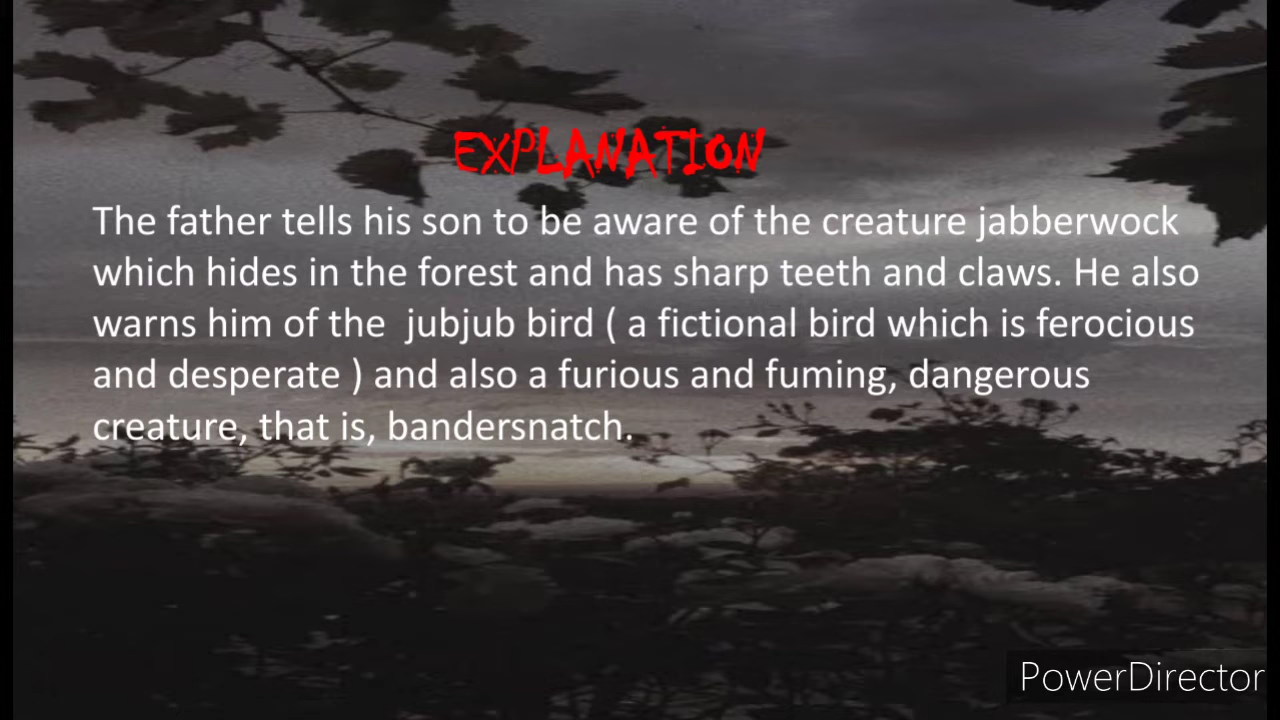 EXPLANATION
The father tells his son to be aware of the creature jabberwock
which hides in the forest and has sharp teeth and claws. He also
warns him of the  jubjub bird ( a fictional bird which is ferocious
and desperate ) and also a furious and fuming, dangerous
creature, that is, bandersnatch.
PowerDirector